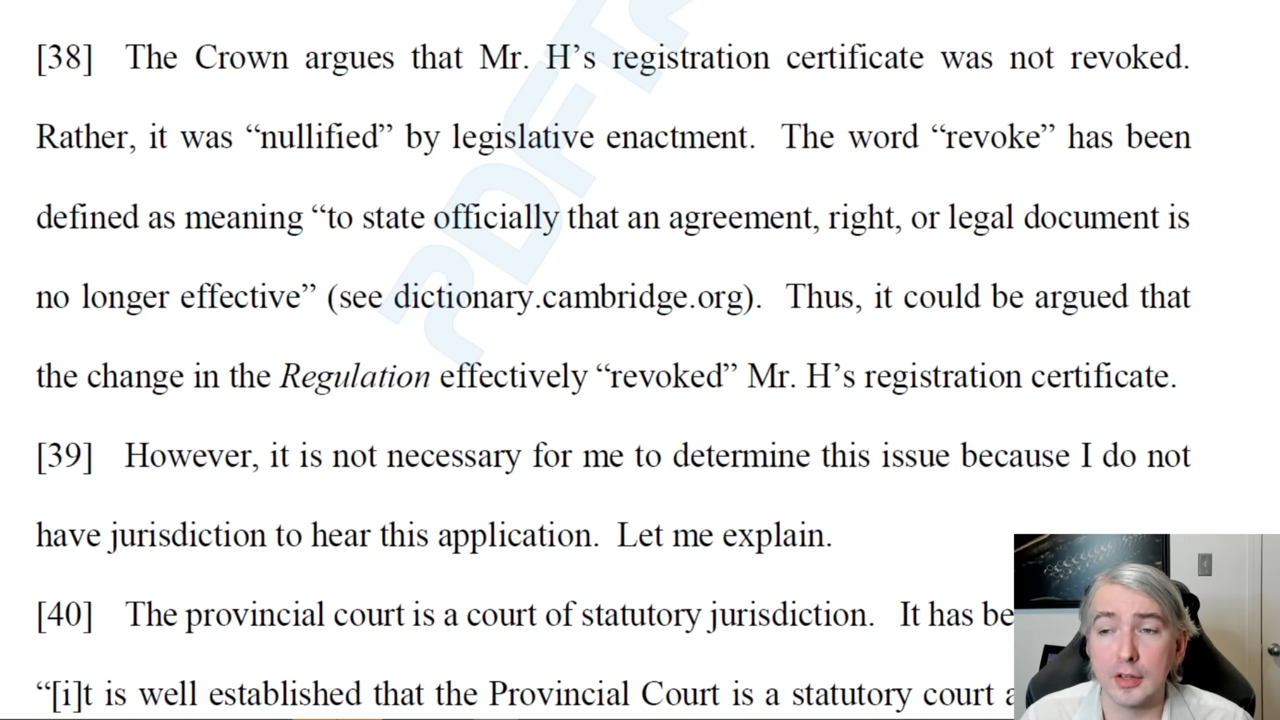 [38] The Crown argues that Mr. H’s registration certificate was not revoked.
Rather, it was “nullified” by legislative enactment. The word “revoke” has been
defined as meaning “to state officially that an agreement, right, or legal document is
no longer effective” (see dictionary.cambridge.org). Thus, it could be argued that
the change in the Regulation effectively “revoked” Mr. H’s registration certificate.
[39] However, it is not necessary for me to determine this issue because I do not
have jurisdiction to hear this application. Let me explain.
[40] The provincial court is a court of statutory jurisdiction. It has be
“[i]t is well established that the Provincial Court is a statutory court a
PDFT